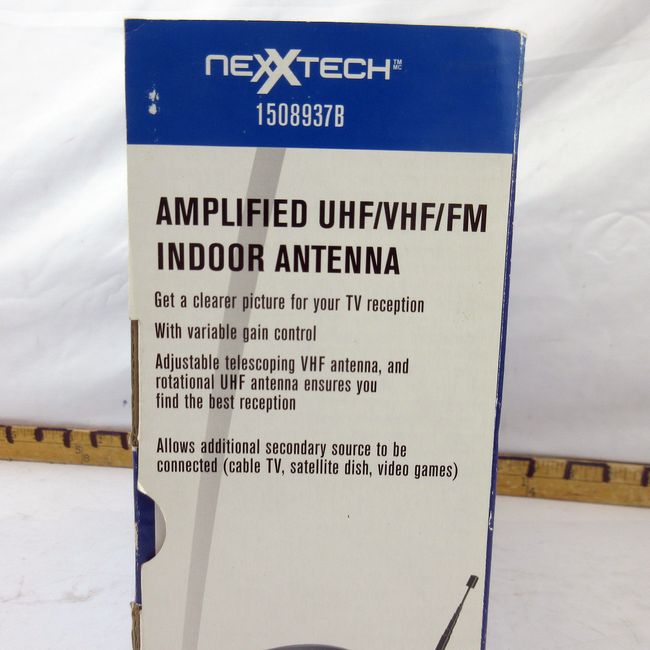 nexxtech™ MC
1508937B
AMPLIFIED UHF/VHF/FM
INDOOR ANTENNA
Get a clearer picture for your TV reception
With variable gain control
Adjustable telescoping VHF antenna, and
rotational UHF antenna ensures you
find the best reception
Allows additional secondary source to be
connected (cable TV, satellite dish, video games)